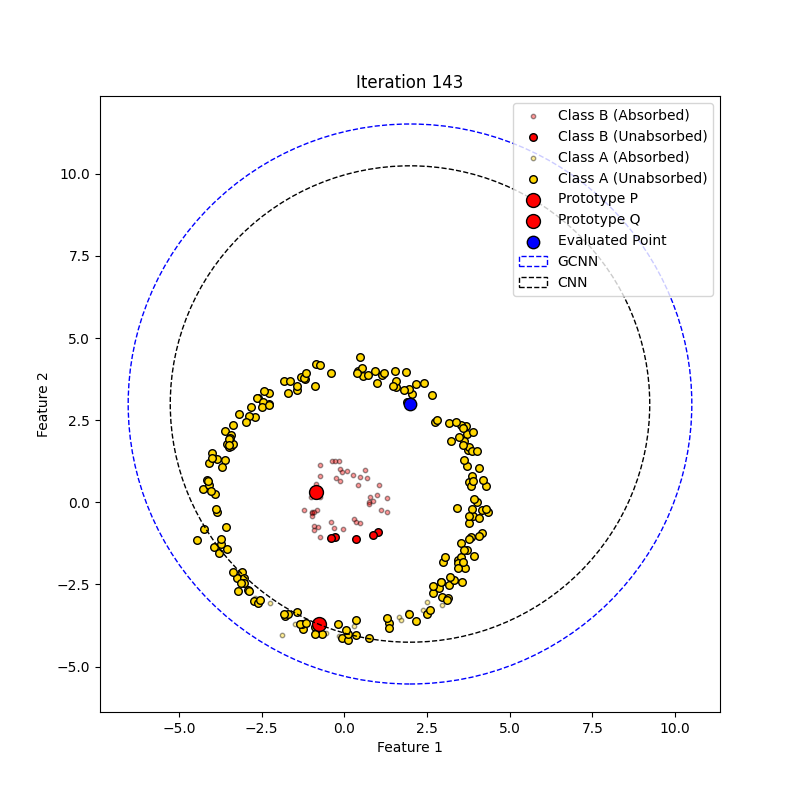 Iteration 143
Class B (Absorbed)
Class B (Unabsorbed)
Class A (Absorbed)
Class A (Unabsorbed)
Prototype P
Prototype Q
Evaluated Point
GCNN
CNN
10.0
7.5
5.0
2.5
0.0
−2.5
−5.0
Feature 2
−5.0 −2.5 0.0 2.5 5.0 7.5 10.0
Feature 1